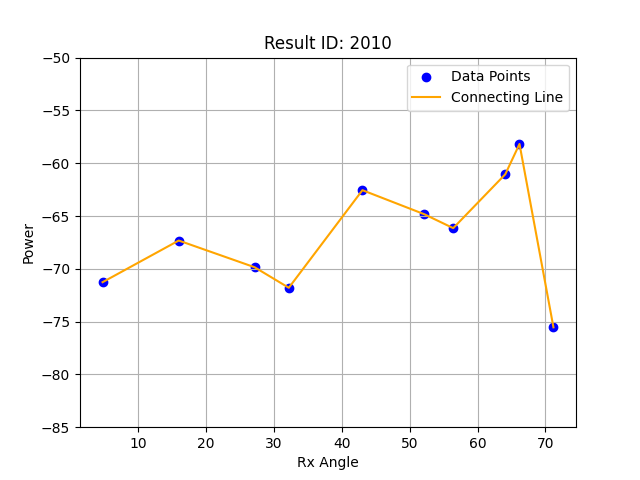 Result ID: 2010
Data Points
Connecting Line
Power
−50
−55
−60
−65
−70
−75
−80
−85
10 20 30 40 50 60 70
Rx Angle